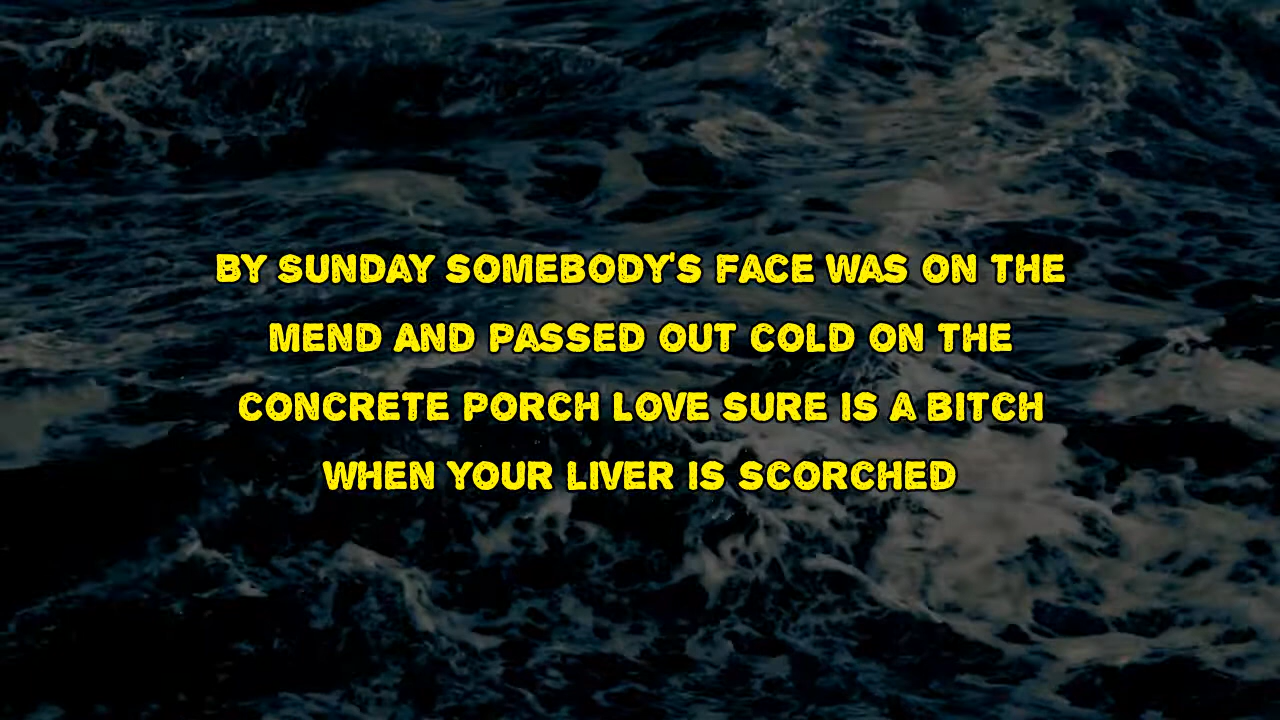 BY SUNDAY SOMEBODY'S FACE WAS ON THE
MEND AND PASSED OUT COLD ON THE
CONCRETE PORCH LOVE SURE IS A BITCH
WHEN YOUR LIVER IS SCORCHED